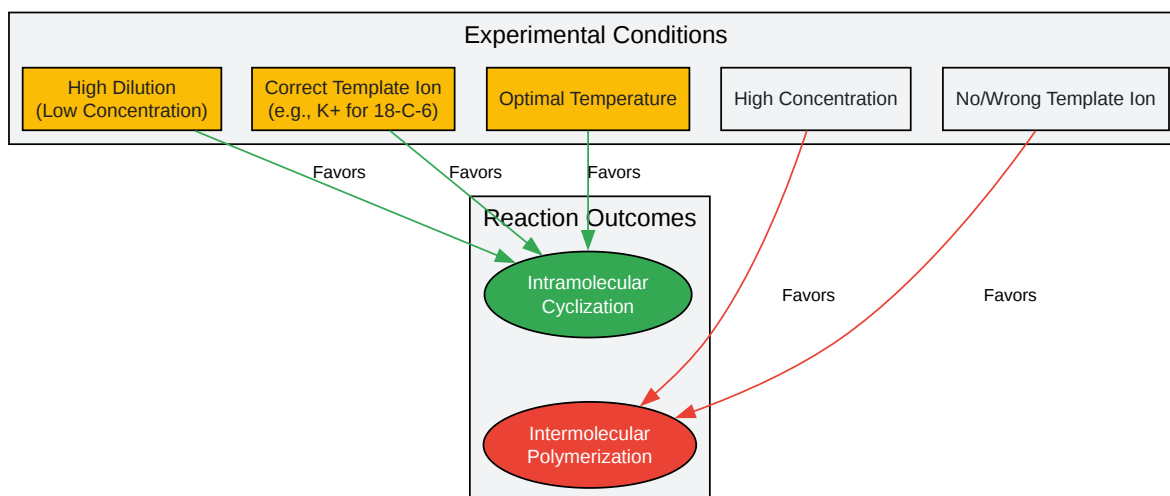 Experimental Conditions
High Dilution
(Low Concentration)
Correct Template Ion
(e.g., K+ for 18-C-6)
Optimal Temperature
High Concentration
No/Wrong Template Ion
Favors
Favors
Favors
Reaction Outcomes
Intramolecular
Cyclization
Favors
Favors
Intermolecular
Polymerization